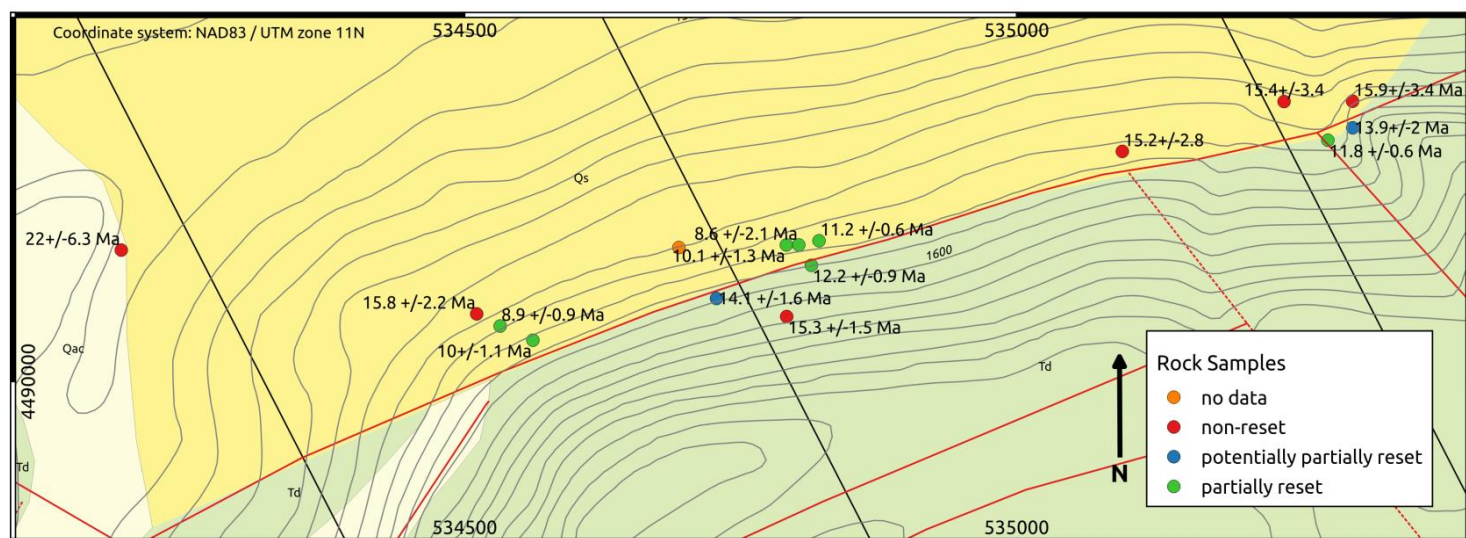 Coordinate system: NAD83 / UTM zone 11N
534500
535000
15.4+/-3.4
15.9+/-3.4 Ma
13.9+/-2 Ma
11.8 +/-0.6 Ma
15.2+/-2.8
Qs
22+/-6.3 Ma
8.6 +/-2.1 Ma
11.2 +/-0.6 Ma
10.1 +/-1.3 Ma
1600
12.2 +/-0.9 Ma
14.1 +/-1.6 Ma
15.3 +/-1.5 Ma
15.8 +/-2.2 Ma
8.9 +/-0.9 Ma
10+/-1.1 Ma
Qac
4490000
Td
Td
Td
N
Rock Samples
no data
non-reset
potentially partially reset
partially reset
534500
535000